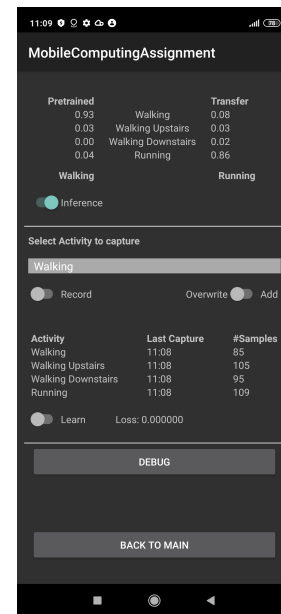 11:09 78
MobileComputingAssignment
Pretrained Transfer
0.93 Walking 0.08
0.03 Walking Upstairs 0.03
0.00 Walking Downstairs 0.02
0.04 Running 0.86
Walking Running
Inference
Select Activity to capture
Walking
Record Overwrite Add
Activity Last Capture #Samples
Walking 11:08 85
Walking Upstairs 11:08 105
Walking Downstairs 11:08 95
Running 11:08 109
Learn Loss: 0.000000
DEBUG
BACK TO MAIN